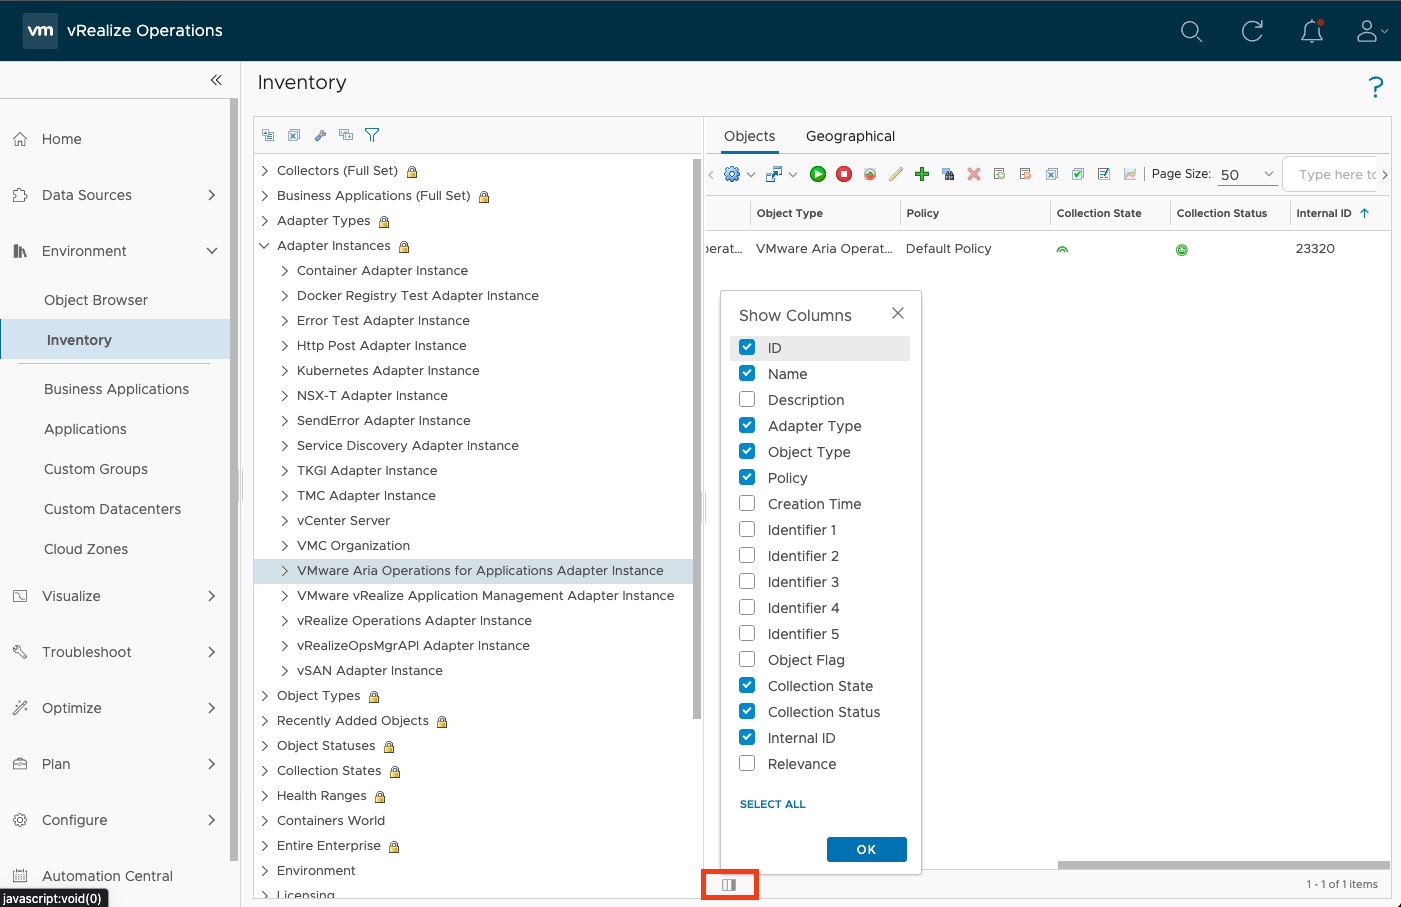 vm vRealize Operations
Inventory
?
Home
Data Sources
Environment
Object Browser
Inventory
Business Applications
Applications
Custom Groups
Custom Datacenters
Cloud Zones
Visualize
Troubleshoot
Optimize
Plan
Configure
Automation Central
javascript:void(0)
Collectors (Full Set)
Business Applications (Full Set)
Adapter Types
Adapter Instances
Container Adapter Instance
Docker Registry Test Adapter Instance
Error Test Adapter Instance
Http Post Adapter Instance
Kubernetes Adapter Instance
NSX-T Adapter Instance
SendError Adapter Instance
Service Discovery Adapter Instance
TKGI Adapter Instance
TMC Adapter Instance
vCenter Server
VMC Organization
VMware Aria Operations for Applications Adapter Instance
VMware vRealize Application Management Adapter Instance
vRealize Operations Adapter Instance
vRealizeOpsMgrAPI Adapter Instance
vSAN Adapter Instance
Object Types
Recently Added Objects
Object Statuses
Collection States
Health Ranges
Containers World
Entire Enterprise
Environment
Licensing
Objects Geographical
Page Size: 50 Type here to
Object Type Policy Collection State Collection Status Internal ID
perat... VMware Aria Operat... Default Policy 23320
Show Columns
ID
Name
Description
Adapter Type
Object Type
Policy
Creation Time
Identifier 1
Identifier 2
Identifier 3
Identifier 4
Identifier 5
Object Flag
Collection State
Collection Status
Internal ID
Relevance
SELECT ALL
OK
1 - 1 of 1 items